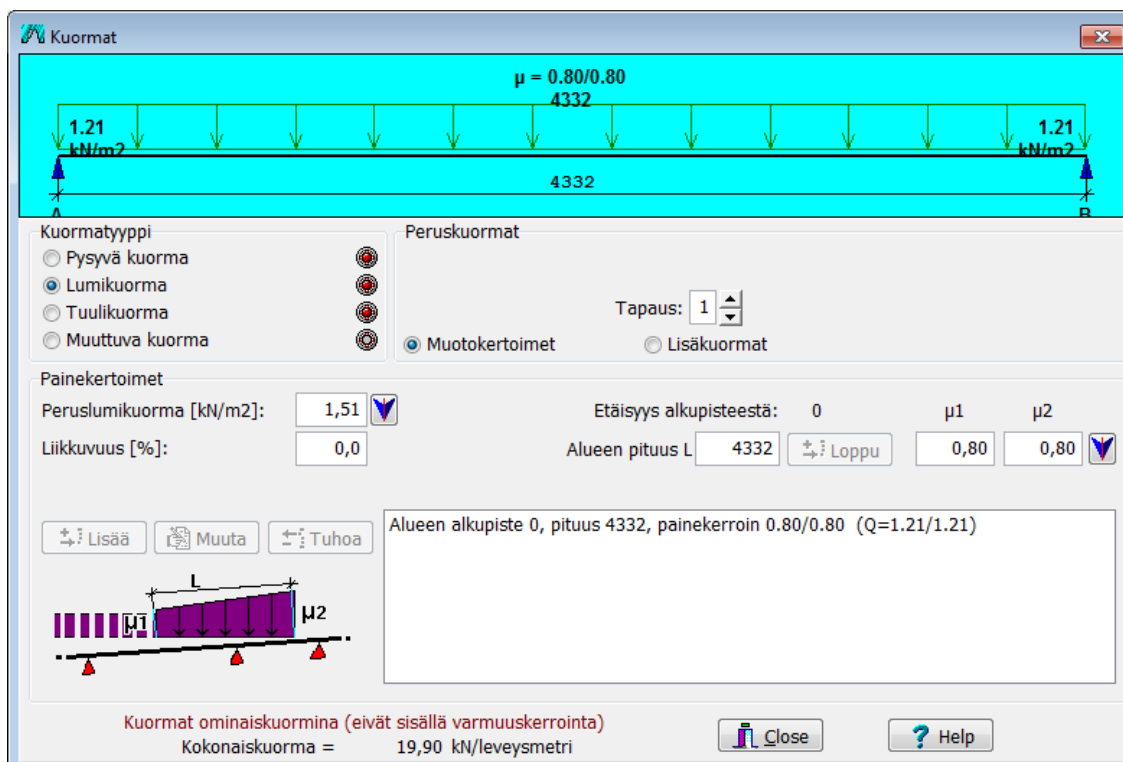 Kuormat
µ = 0.80/0.80
4332
1.21 kN/m2
1.21 kN/m2
4332
A
B
Kuormatyyppi
Pysyvä kuorma
Lumikuorma
Tuulikuorma
Muuttuva kuorma
Peruskuormat
Tapaus: 1
Muotokertoimet Lisäkuormat
Painekertoimet
Peruslumikuorma [kN/m2]: 1,51
Etäisyys alkupisteestä: 0 µ1 µ2
Liikkuvuus [%]: 0,0
Alueen pituus L 4332 Loppu 0,80 0,80
Lisää Muuta Tuhoa
Alueen alkupiste 0, pituus 4332, painekerroin 0.80/0.80 (Q=1.21/1.21)
L
µ1
µ2
Kuormat ominaiskuormina (eivät sisällä varmuuskerrointa)
Kokonaiskuorma = 19,90 kN/leveysmetri
Close
? Help